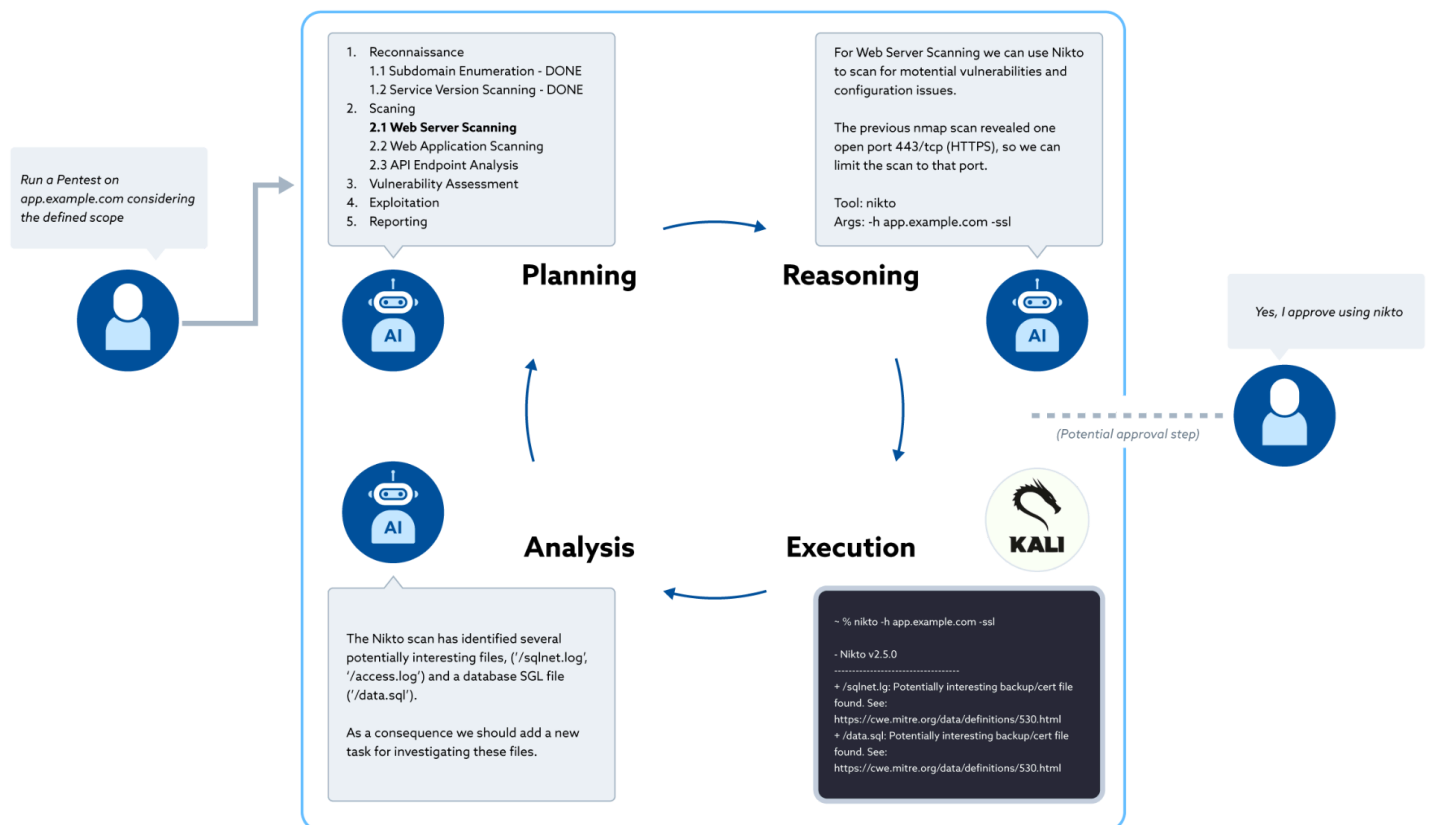 Run a Pentest on
app.example.com considering
the defined scope
1. Reconnaissance
1.1 Subdomain Enumeration - DONE
1.2 Service Version Scanning - DONE
2. Scaning
2.1 Web Server Scanning
2.2 Web Application Scanning
2.3 API Endpoint Analysis
3. Vulnerability Assessment
4. Exploitation
5. Reporting
AI
Planning
For Web Server Scanning we can use Nikto
to scan for motential vulnerabilities and
configuration issues.
The previous nmap scan revealed one
open port 443/tcp (HTTPS), so we can
limit the scan to that port.
Tool: nikto
Args: -h app.example.com -ssl
Reasoning
AI
Yes, I approve using nikto
(Potential approval step)
KALI
Execution
~ % nikto -h app.example.com -ssl
- Nikto v2.5.0
-----------------------------------
+ /sqlnet.lg: Potentially interesting backup/cert file
found. See:
https://cwe.mitre.org/data/definitions/530.html
+ /data.sql: Potentially interesting backup/cert file
found. See:
https://cwe.mitre.org/data/definitions/530.html
AI
Analysis
The Nikto scan has identified several
potentially interesting files, ('/sqlnet.log',
'/access.log') and a database SGL file
('/data.sql').
As a consequence we should add a new
task for investigating these files.